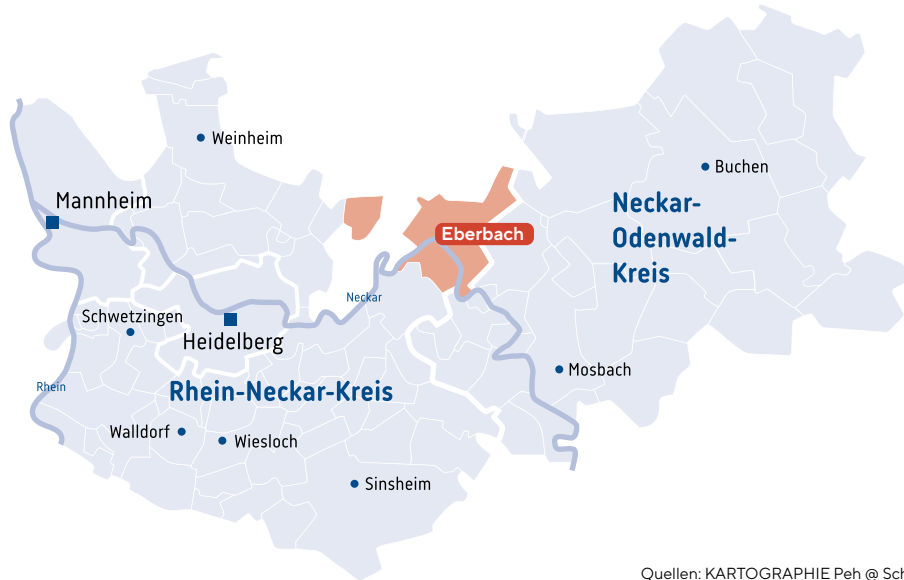 Weinheim
Buchen
Mannheim
Neckar-
Odenwald-
Kreis
Eberbach
Neckar
Schwetzingen
Heidelberg
Mosbach
Rhein
Rhein-Neckar-Kreis
Walldorf
Wiesloch
Sinsheim
Quellen: KARTOGRAPHIE Peh @ Sch